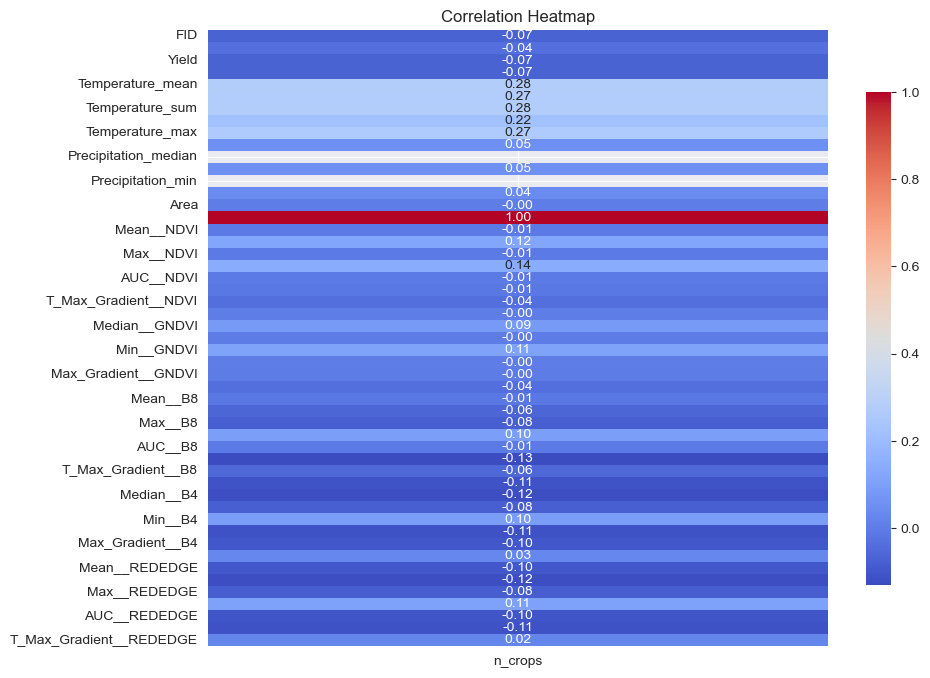 Correlation Heatmap
FID
-0.07
-0.04
Yield
-0.07
-0.07
Temperature_mean
0.28
0.27
Temperature_sum
0.28
0.22
Temperature_max
0.27
0.05
Precipitation_median
0.05
Precipitation_min
0.04
Area
-0.00
1.00
Mean__NDVI
-0.01
0.12
Max__NDVI
-0.01
0.14
AUC__NDVI
-0.01
-0.01
T_Max_Gradient__NDVI
-0.04
-0.00
Median__GNDVI
0.09
-0.00
Min__GNDVI
0.11
-0.00
Max_Gradient__GNDVI
-0.00
-0.04
Mean__B8
-0.01
-0.06
Max__B8
-0.08
0.10
AUC__B8
-0.01
-0.13
T_Max_Gradient__B8
-0.06
-0.11
Median__B4
-0.12
-0.08
Min__B4
0.10
-0.11
Max_Gradient__B4
-0.10
0.03
Mean__REDEDGE
-0.10
-0.12
Max__REDEDGE
-0.08
0.11
AUC__REDEDGE
-0.10
-0.11
T_Max_Gradient__REDEDGE
0.02
n_crops
1.0
0.8
0.6
0.4
0.2
0.0